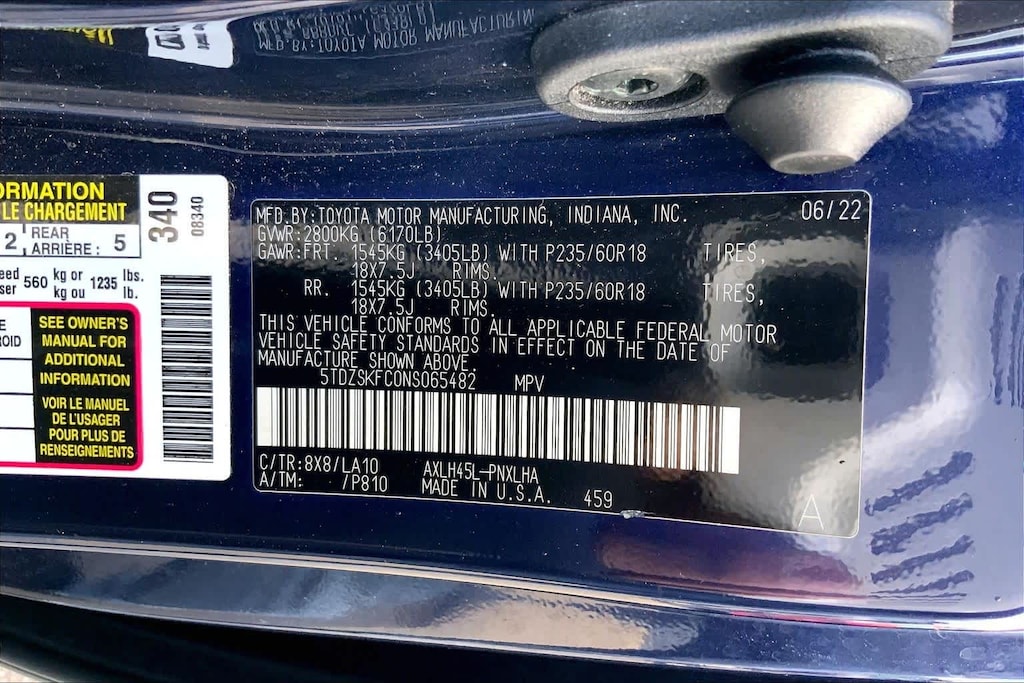 ORMATION
LE CHARGEMENT
2 REAR ARRIÈRE: 5
560 kg or kg ou 1235 lbs. lb.
SEE OWNER'S
MANUAL FOR
ADDITIONAL
INFORMATION
VOIR LE MANUEL
DE L'USAGER
POUR PLUS DE
RENSEIGNEMENTS
340
08340
MFD.BY:TOYOTA MOTOR MANUFACTURING, INDIANA, INC. 06/22
GVWR:2800KG (6170LB)
GAWR:FRT. 1545KG (3405LB) WITH P235/60R18 TIRES,
18X7.5J RIMS.
RR. 1545KG (3405LB) WITH P235/60R18 TIRES,
18X7.5J RIMS.
THIS VEHICLE CONFORMS TO ALL APPLICABLE FEDERAL MOTOR
VEHICLE SAFETY STANDARDS IN EFFECT ON THE DATE OF
MANUFACTURE SHOWN ABOVE.
5TDZSKFC0NS065482 MPV
C/TR:8X8/LA10 AXLH45L-PNXLHA
A/TM: /P810 MADE IN U.S.A. 459
A